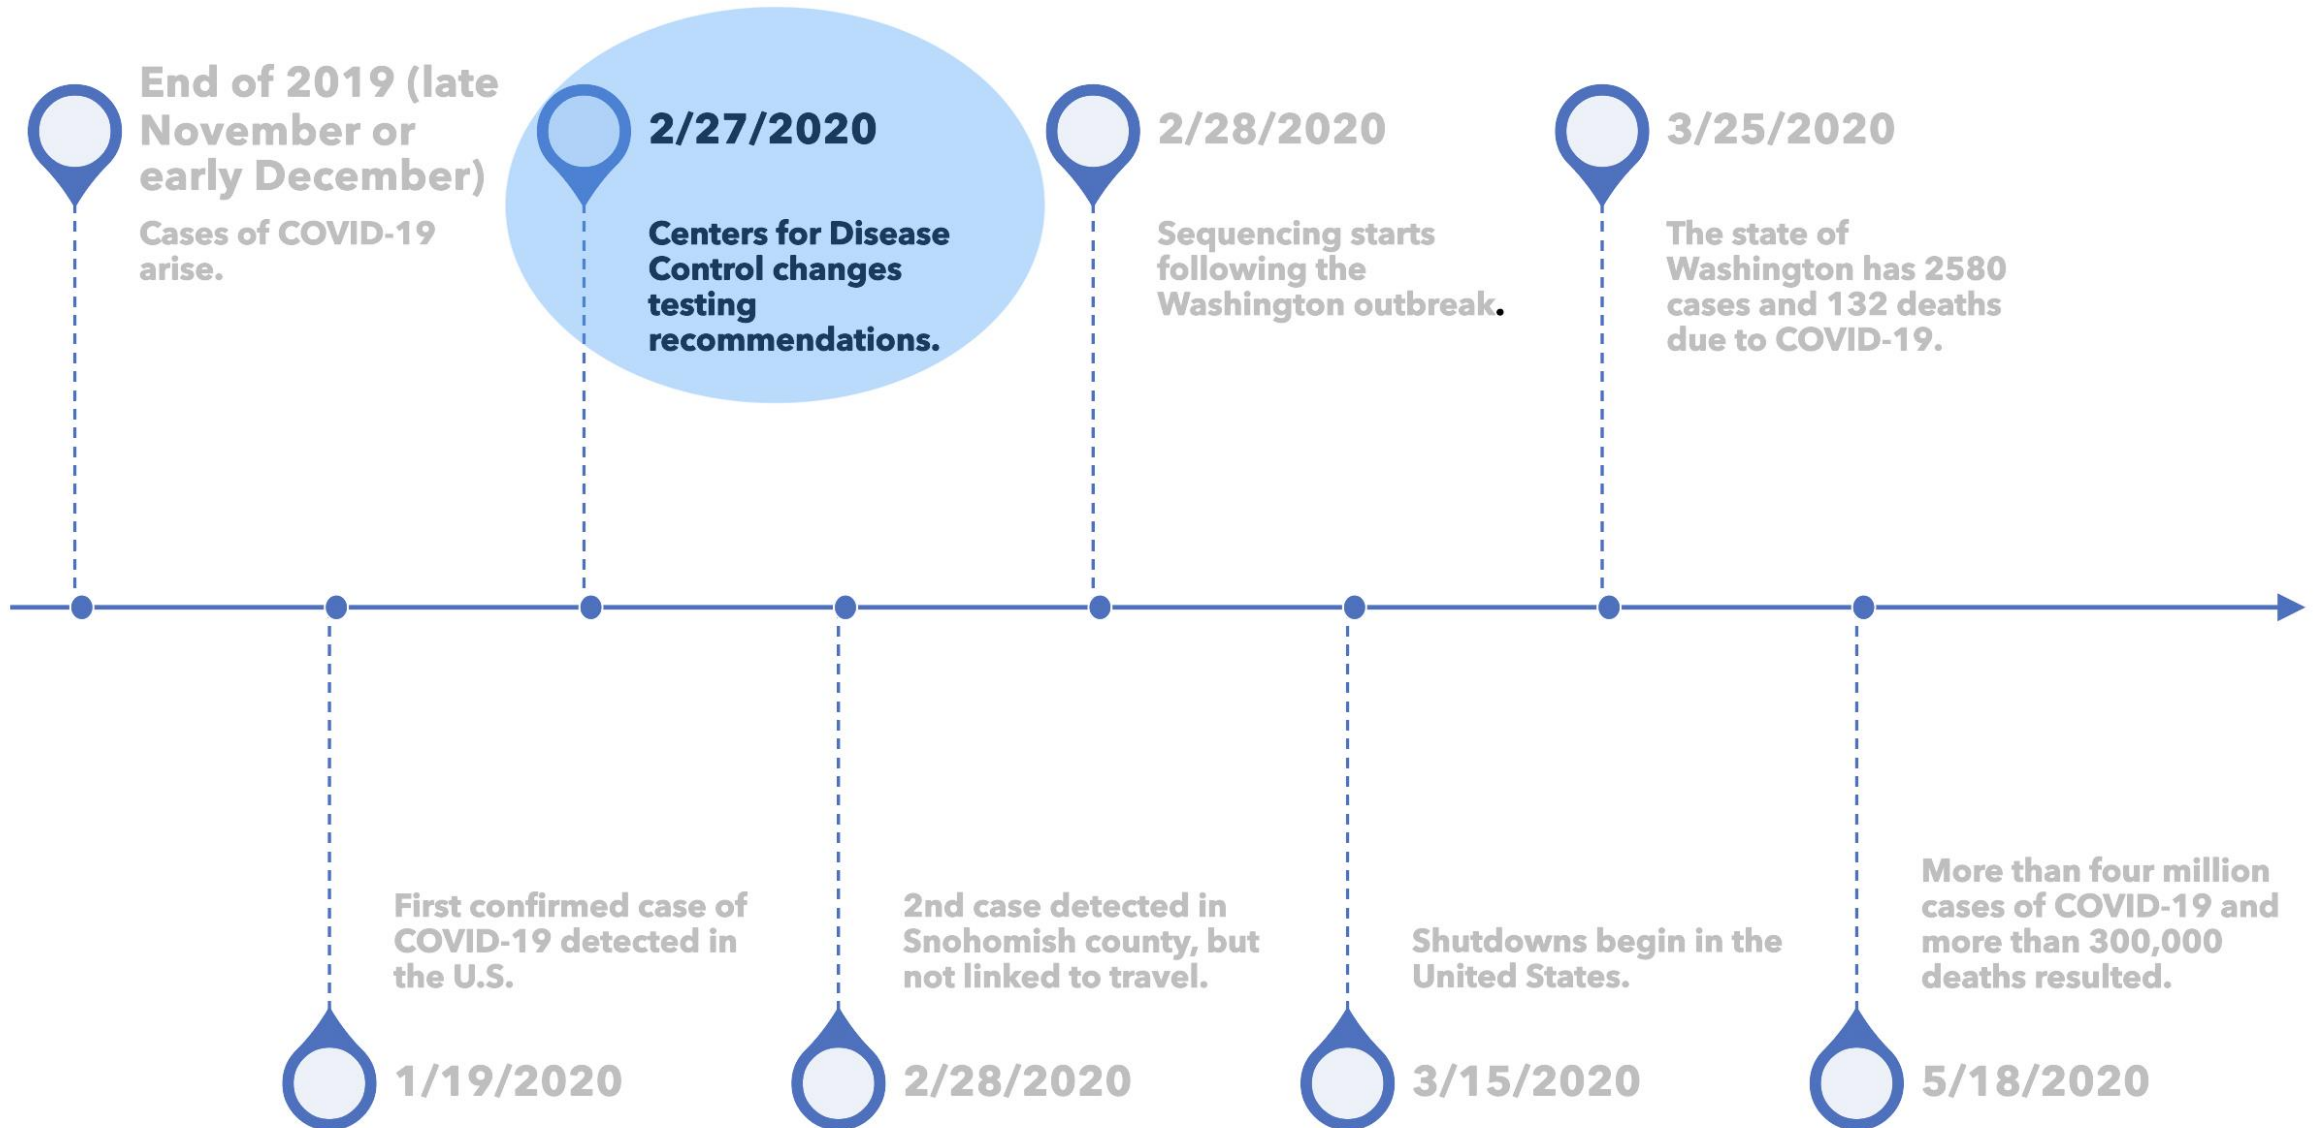 End of 2019 (late
November or
early December)
Cases of COVID-19
arise.
2/27/2020
Centers for Disease
Control changes
testing
recommendations.
2/28/2020
Sequencing starts
following the
Washington outbreak.
3/25/2020
The state of
Washington has 2580
cases and 132 deaths
due to COVID-19.
First confirmed case of
COVID-19 detected in
the U.S.
1/19/2020
2nd case detected in
Snohomish county, but
not linked to travel.
2/28/2020
Shutdowns begin in the
United States.
3/15/2020
More than four million
cases of COVID-19 and
more than 300,000
deaths resulted.
5/18/2020